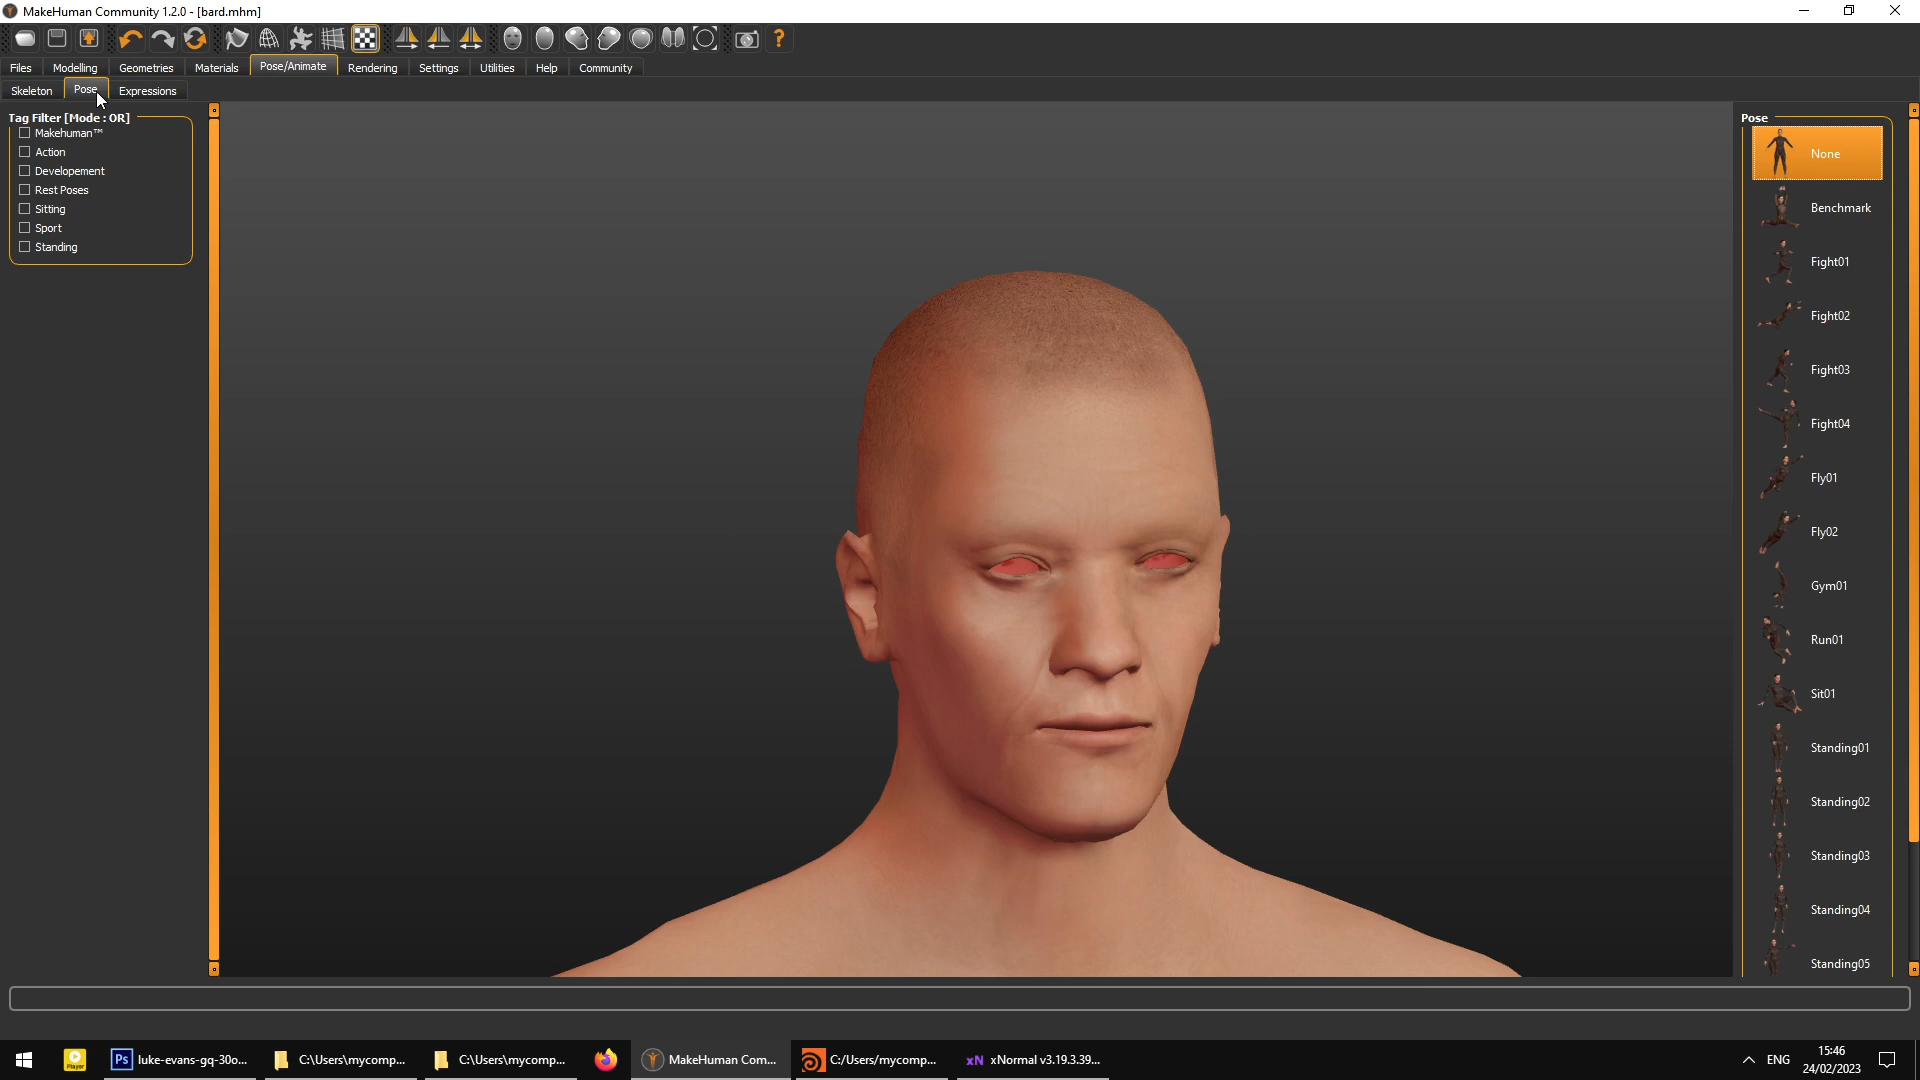 MakeHuman Community 1.2.0 - [bard.mhm]
Files Modelling Geometries Materials Pose/Animate Rendering Settings Utilities Help Community
Skeleton Pose Expressions
Tag Filter [Mode : OR]
Makehuman™
Action
Developement
Rest Poses
Sitting
Sport
Standing
Pose
None
Benchmark
Fight01
Fight02
Fight03
Fight04
Fly01
Fly02
Gym01
Run01
Sit01
Standing01
Standing02
Standing03
Standing04
Standing05
Player
Ps luke-evans-gq-30o...
C:\Users\mycomp...
C:\Users\mycomp...
MakeHuman Com...
C:/Users/mycomp...
xN xNormal v3.19.3.39...
ENG
15:46
24/02/2023